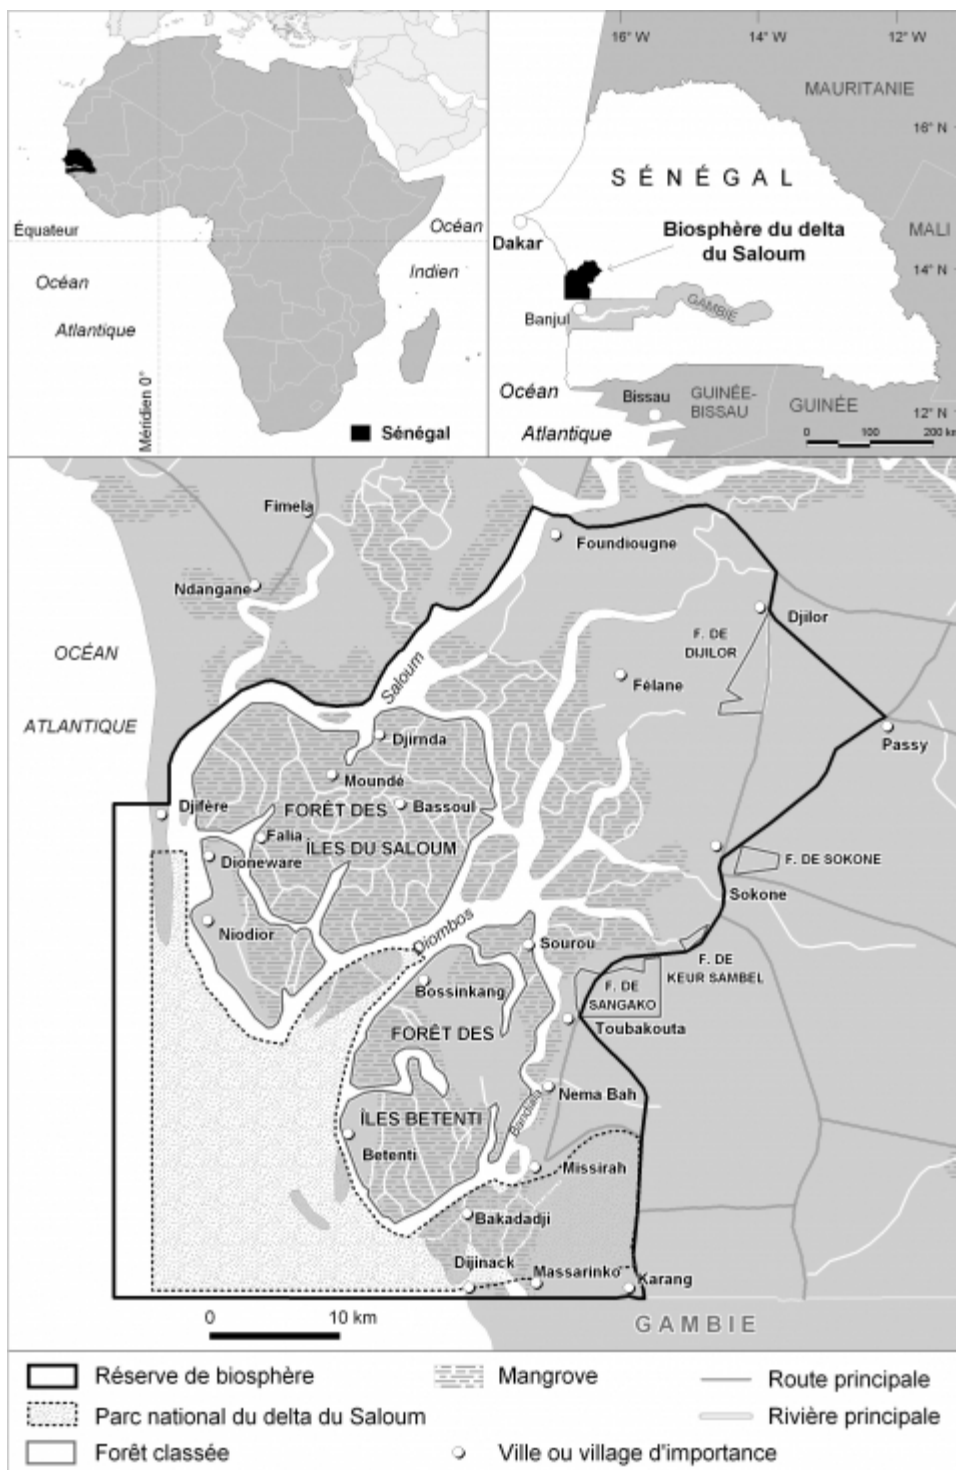 Équateur
Océan
Atlantique
Océan
Indien
Méridien 0°
Sénégal
16° W
14° W
12° W
MAURITANIE
16° N
SÉNÉGAL
Dakar
Biosphère du delta
du Saloum
MALI
14° N
GAMBIE
Banjul
Océan
Atlantique
Bissau
GUINÉE-
BISSAU
GUINÉE
12° N
0 100 200 km
Fimela
Foundiougne
Ndangane
Djilor
F. DE
DIJILOR
OCÉAN
ATLANTIQUE
Saloum
Félane
Passy
Djirnda
Moundé
Bassoul
Djifère
FORÊT DES
ÎLES DU SALOUM
Falia
Dioneware
F. DE SOKONE
Sokone
Niodior
Diombos
Sourou
F. DE
KEUR SAMBEL
Bossinkang
F. DE
SANGAKO
Toubakouta
FORÊT DES
ÎLES BETENTI
Nema Bah
Bandiala
Betenti
Missirah
Bakadadji
Dijinack
Massarinko
Karang
0 10 km
GAMBIE
Réserve de biosphère
Mangrove
Route principale
Parc national du delta du Saloum
Rivière principale
Forêt classée
Ville ou village d'importance